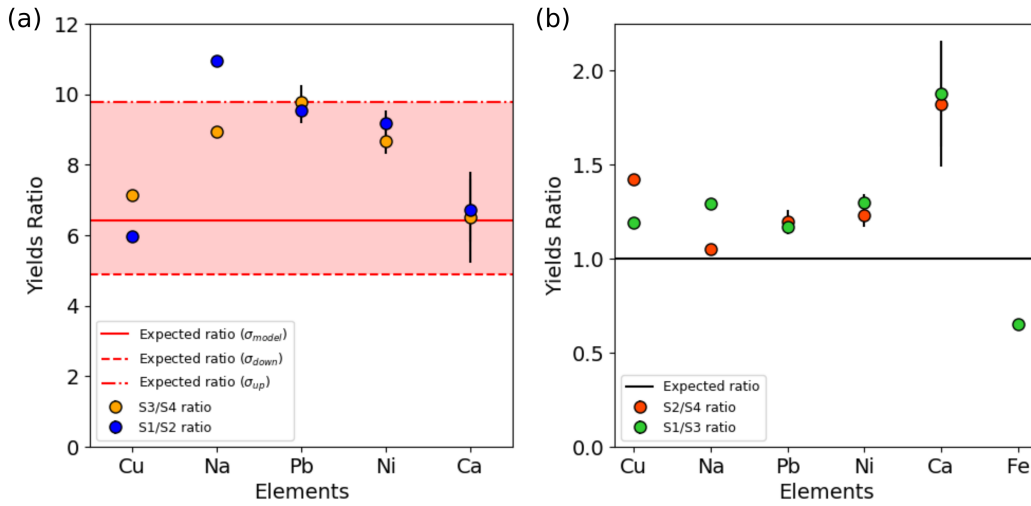 (a)
12
10
8
6
4
2
0
Yields Ratio
Expected ratio (σmodel)
Expected ratio (σdown)
Expected ratio (σup)
S3/S4 ratio
S1/S2 ratio
Cu Na Pb Ni Ca
Elements
(b)
2.0
1.5
1.0
0.5
0.0
Yields Ratio
Expected ratio
S2/S4 ratio
S1/S3 ratio
Cu Na Pb Ni Ca Fe
Elements